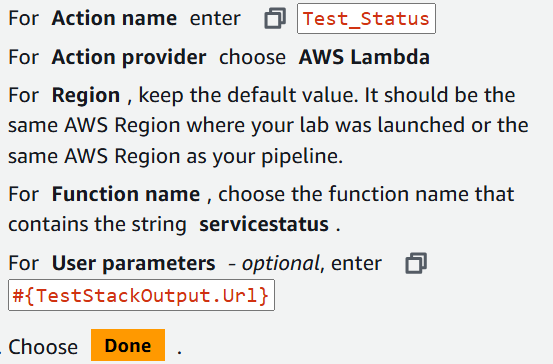 For Action name enter Test_Status
For Action provider choose AWS Lambda
For Region , keep the default value. It should be the
same AWS Region where your lab was launched or the
same AWS Region as your pipeline.
For Function name , choose the function name that
contains the string servicestatus .
For User parameters - optional, enter
#{TestStackOutput.Url}
. Choose Done .